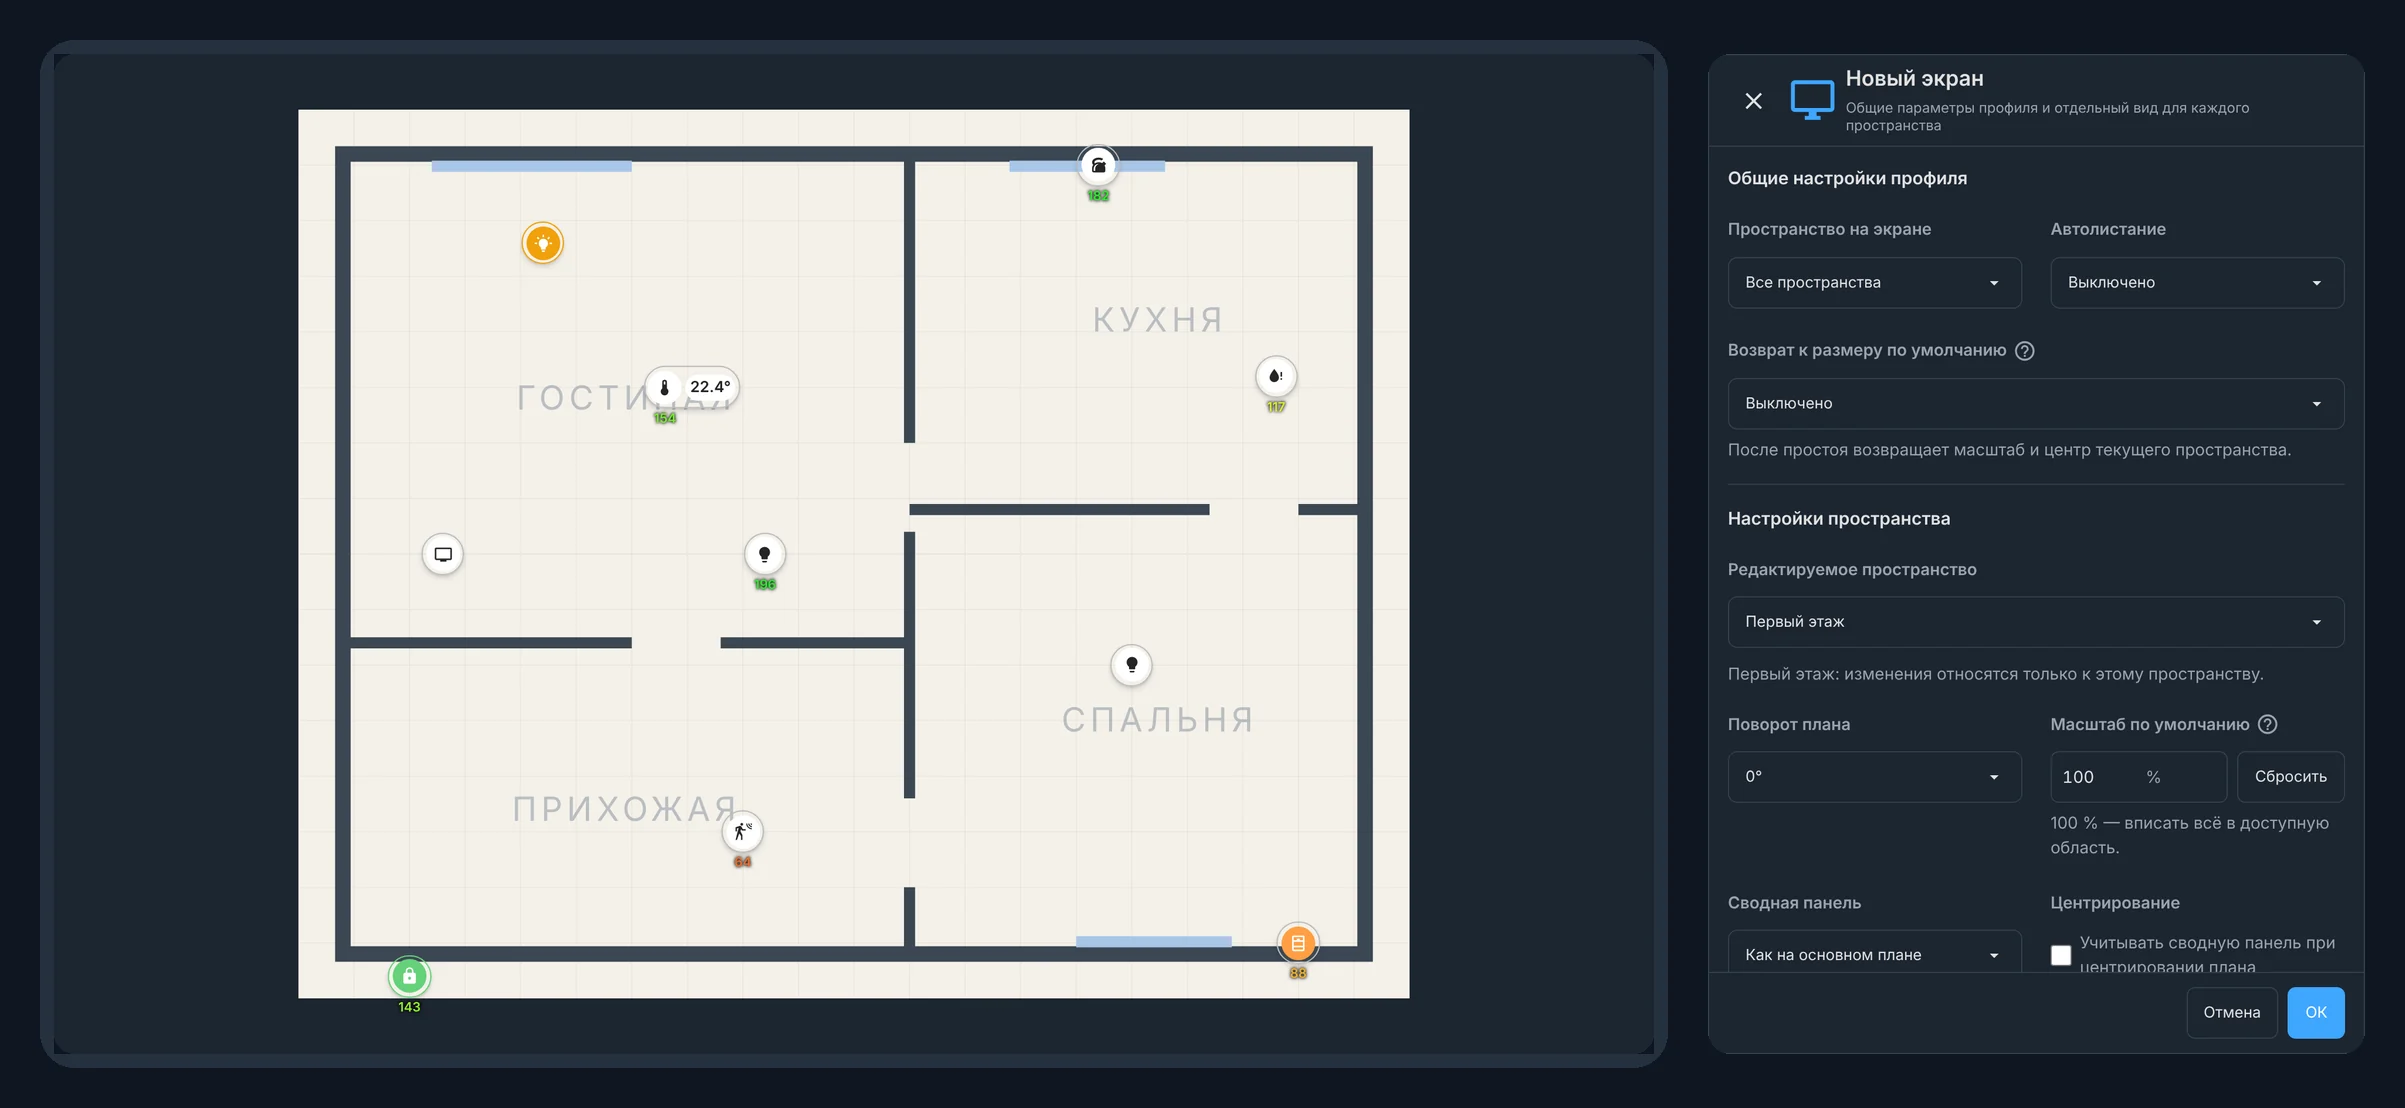 182
КУХНЯ
22.4°
ГОСТИНАЯ
154
117
196
СПАЛЬНЯ
ПРИХОЖАЯ
64
88
143
Новый экран
Общие параметры профиля и отдельный вид для каждого
пространства
Общие настройки профиля
Пространство на экране
Автолистание
Все пространства
Выключено
Возврат к размеру по умолчанию
Выключено
После простоя возвращает масштаб и центр текущего пространства.
Настройки пространства
Редактируемое пространство
Первый этаж
Первый этаж: изменения относятся только к этому пространству.
Поворот плана
Масштаб по умолчанию
0°
100 %
Сбросить
100 % — вписать всё в доступную
область.
Сводная панель
Центрирование
Как на основном плане
Учитывать сводную панель при
центрировании плана
Отмена
ОК